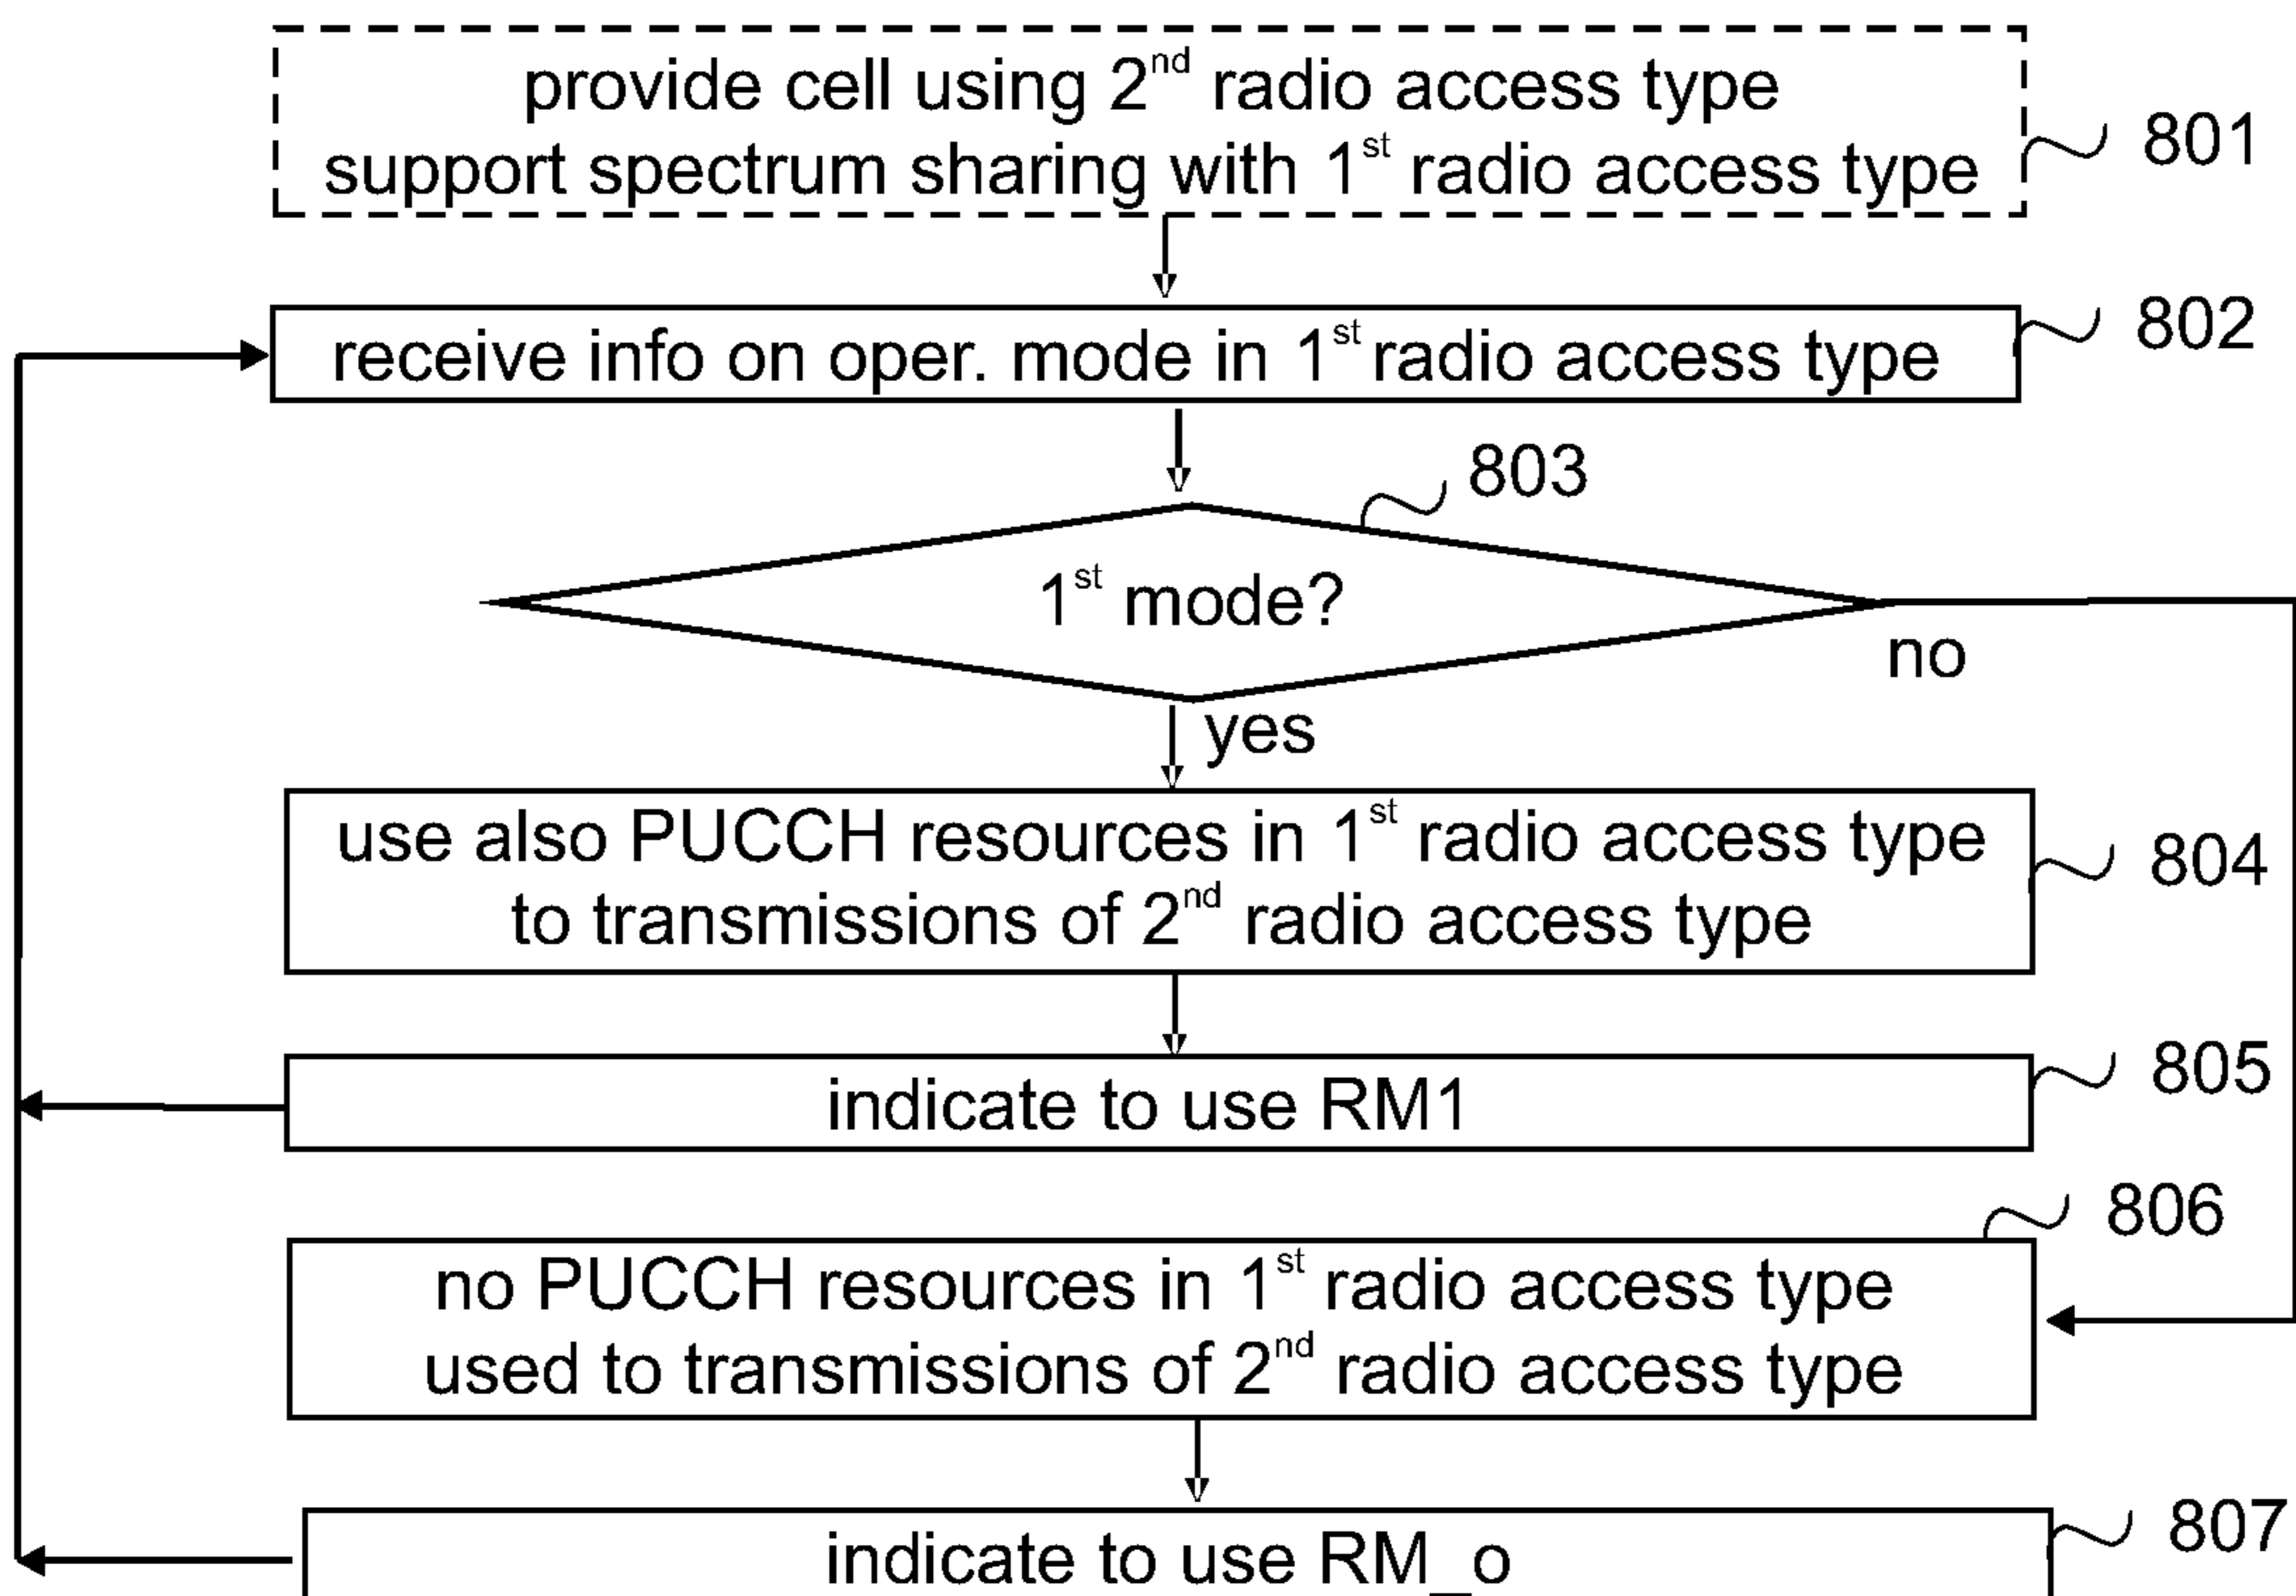 provide cell using 2nd radio access type
support spectrum sharing with 1st radio access type
801
receive info on oper. mode in 1st radio access type
802
803
1st mode?
no
yes
use also PUCCH resources in 1st radio access type
to transmissions of 2nd radio access type
804
indicate to use RM1
805
806
no PUCCH resources in 1st radio access type
used to transmissions of 2nd radio access type
indicate to use RM_o
807